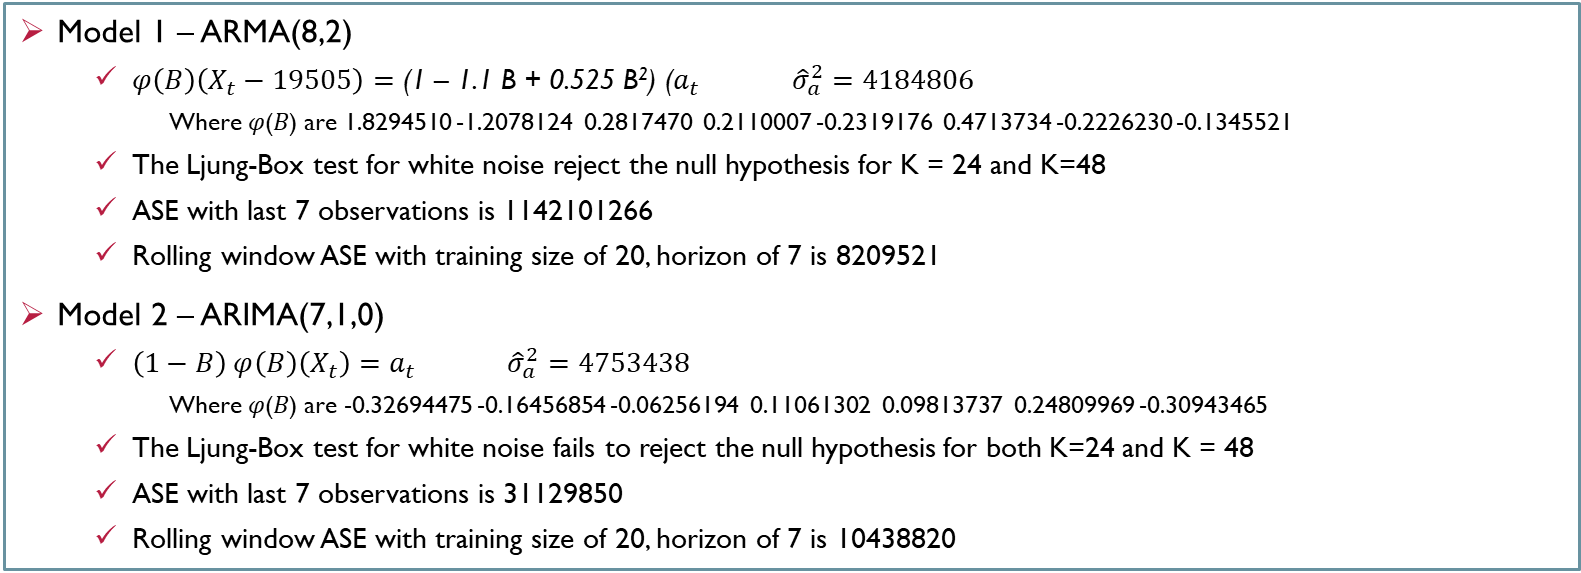 ➢ Model 1 – ARMA(8,2)
✓ φ(B)(Xₜ − 19505) = (1 – 1.1 B + 0.525 B²) (aₜ σ̂ₐ² = 4184806
Where φ(B) are 1.8294510 -1.2078124 0.2817470 0.2110007 -0.2319176 0.4713734 -0.2226230 -0.1345521
✓ The Ljung-Box test for white noise reject the null hypothesis for K = 24 and K=48
✓ ASE with last 7 observations is 1142101266
✓ Rolling window ASE with training size of 20, horizon of 7 is 8209521
➢ Model 2 – ARIMA(7,1,0)
✓ (1 − B) φ(B)(Xₜ) = aₜ σ̂ₐ² = 4753438
Where φ(B) are -0.32694475 -0.16456854 -0.06256194 0.11061302 0.09813737 0.24809969 -0.30943465
✓ The Ljung-Box test for white noise fails to reject the null hypothesis for both K=24 and K = 48
✓ ASE with last 7 observations is 31129850
✓ Rolling window ASE with training size of 20, horizon of 7 is 10438820